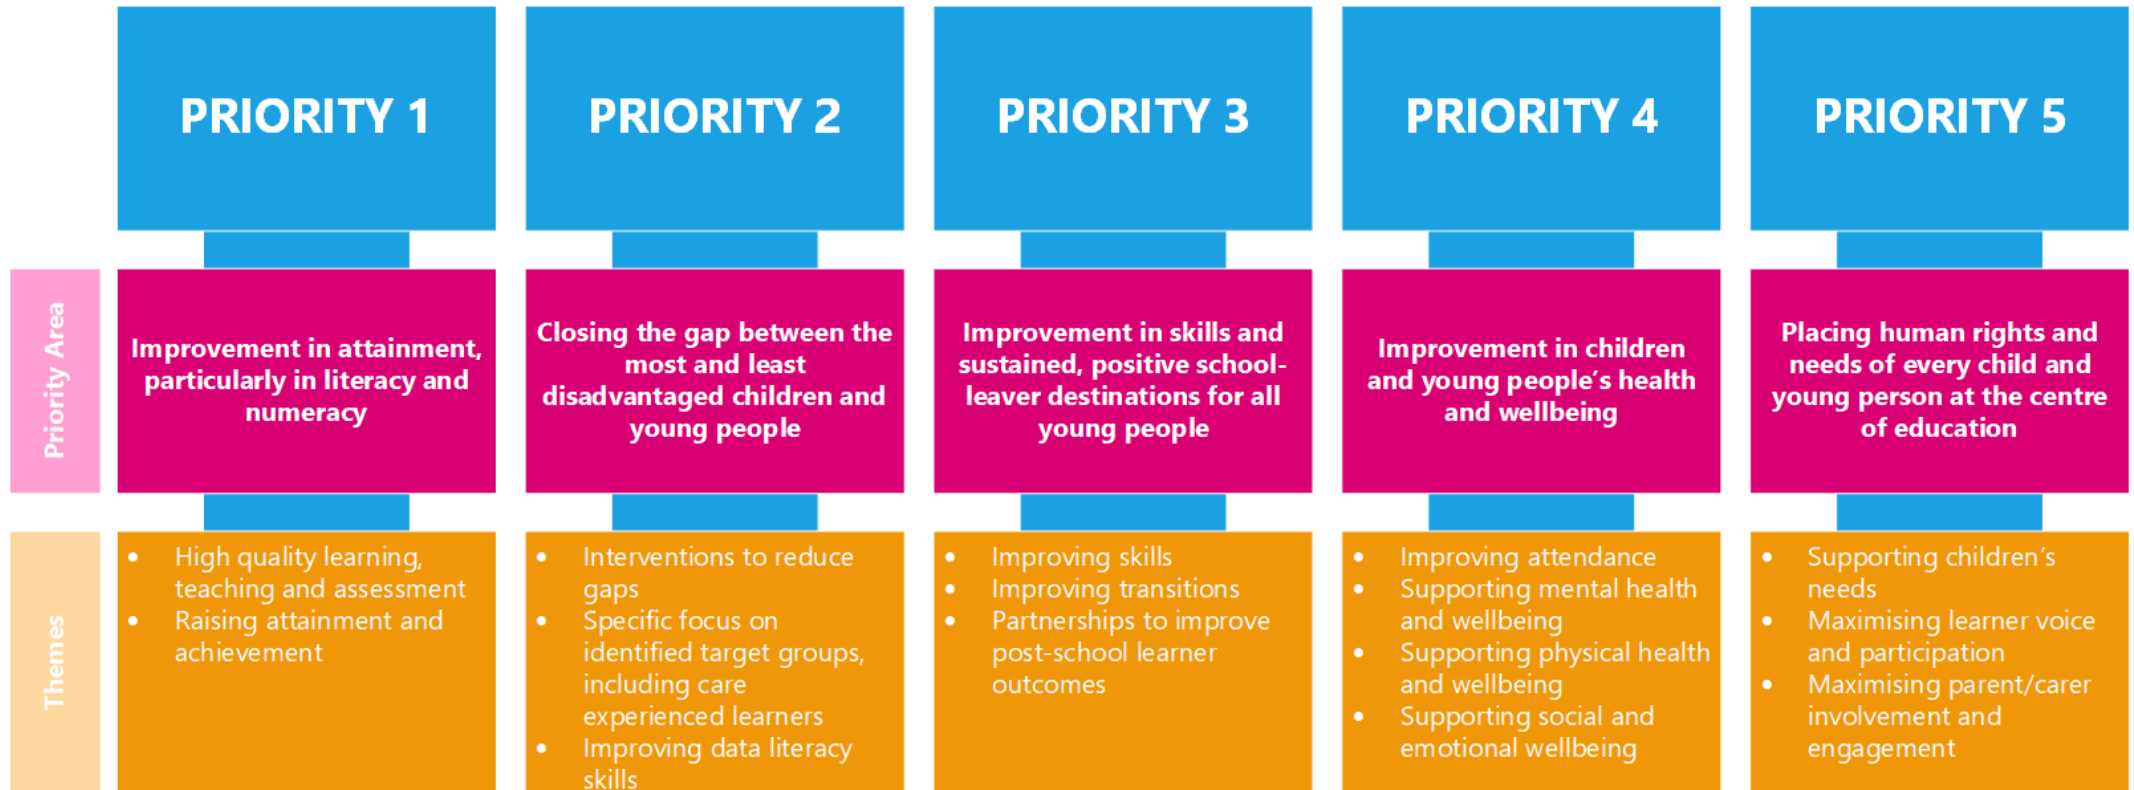 PRIORITY 1
PRIORITY 2
PRIORITY 3
PRIORITY 4
PRIORITY 5
Priority Area
Improvement in attainment,
particularly in literacy and
numeracy
Closing the gap between the
most and least
disadvantaged children and
young people
Improvement in skills and
sustained, positive school-
leaver destinations for all
young people
Improvement in children
and young people's health
and wellbeing
Placing human rights and
needs of every child and
young person at the centre
of education
Themes
• High quality learning,
teaching and assessment
• Raising attainment and
achievement
• Interventions to reduce
gaps
• Specific focus on
identified target groups,
including care
experienced learners
• Improving data literacy
skills
• Improving skills
• Improving transitions
• Partnerships to improve
post-school learner
outcomes
• Improving attendance
• Supporting mental health
and wellbeing
• Supporting physical health
and wellbeing
• Supporting social and
emotional wellbeing
• Supporting children's
needs
• Maximising learner voice
and participation
• Maximising parent/carer
involvement and
engagement